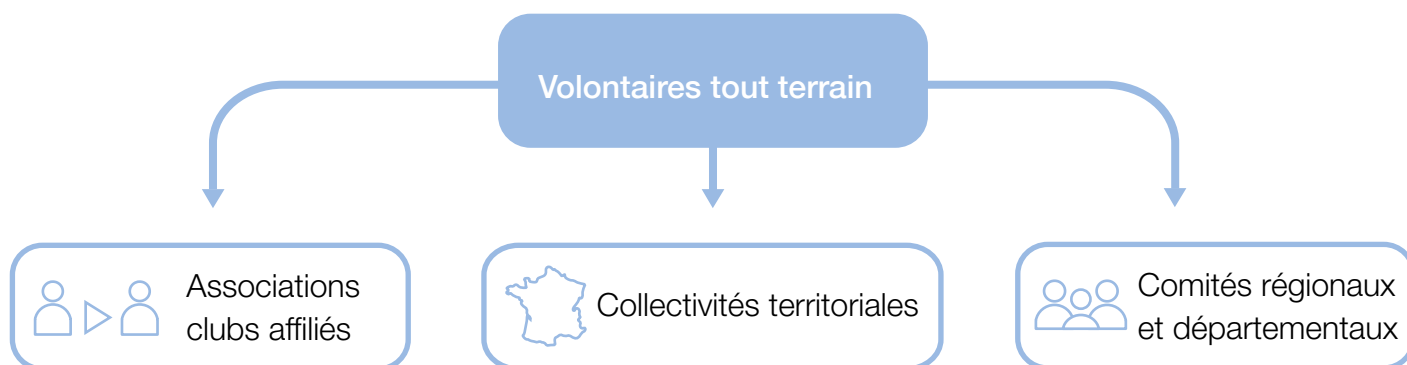 Volontaires tout terrain
Associations
clubs affiliés
Collectivités territoriales
Comités régionaux
et départementaux